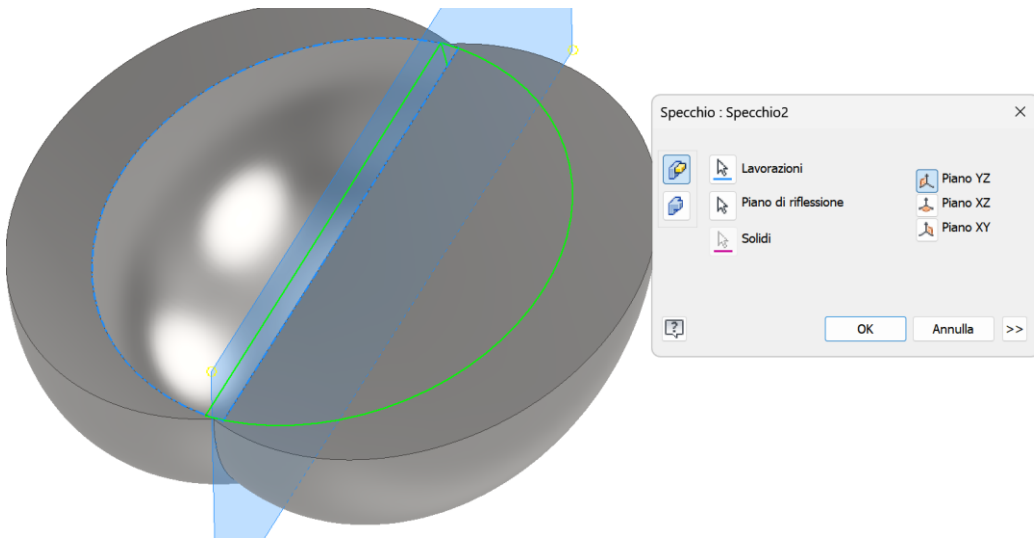 Specchio : Specchio2
Lavorazioni
Piano di riflessione
Solidi
Piano YZ
Piano XZ
Piano XY
?
OK
Annulla
>>